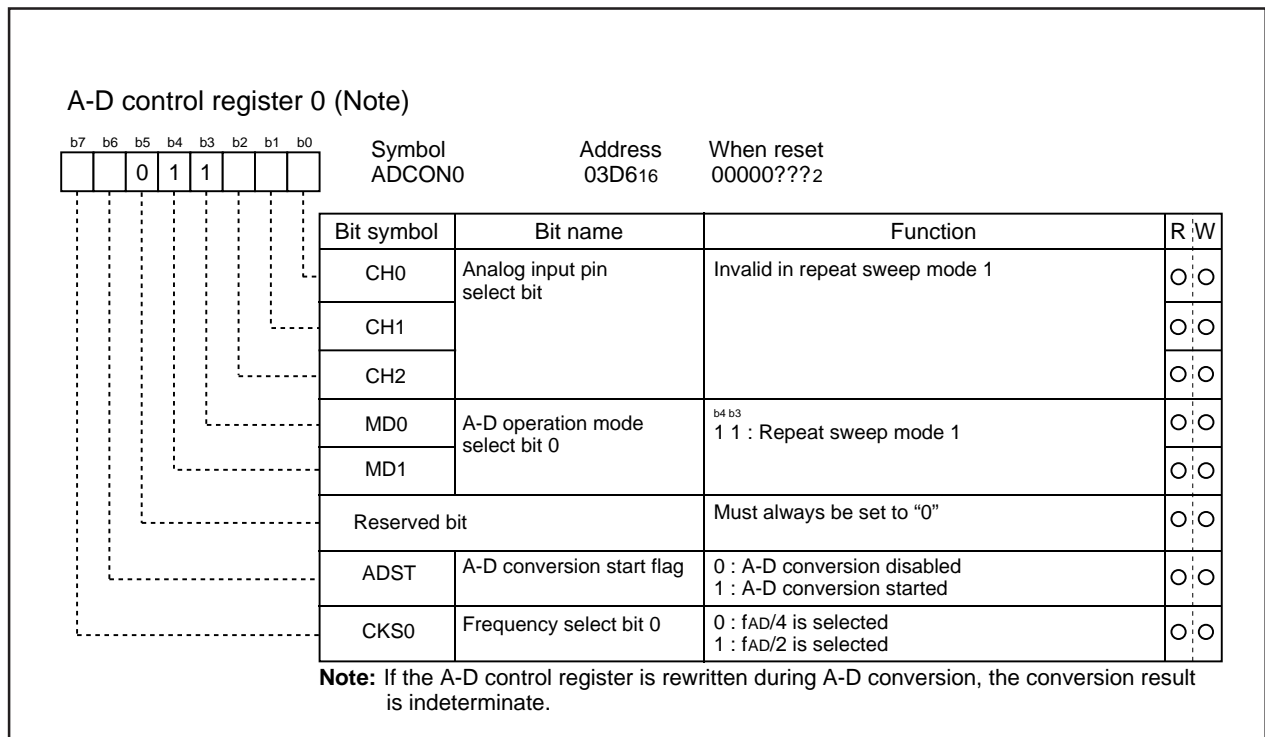 A-D control register 0 (Note)
b7 b6 b5 b4 b3 b2 b1 b0
0 1 1
Symbol Address When reset
ADCON0 03D616 00000???2
Bit symbol Bit name Function R W
CH0 Analog input pin select bit Invalid in repeat sweep mode 1
CH1
CH2
MD0 A-D operation mode select bit 0 b4 b3
1 1 : Repeat sweep mode 1
MD1
Reserved bit Must always be set to “0”
ADST A-D conversion start flag 0 : A-D conversion disabled
1 : A-D conversion started
CKS0 Frequency select bit 0 0 : fAD/4 is selected
1 : fAD/2 is selected
Note: If the A-D control register is rewritten during A-D conversion, the conversion result
is indeterminate.